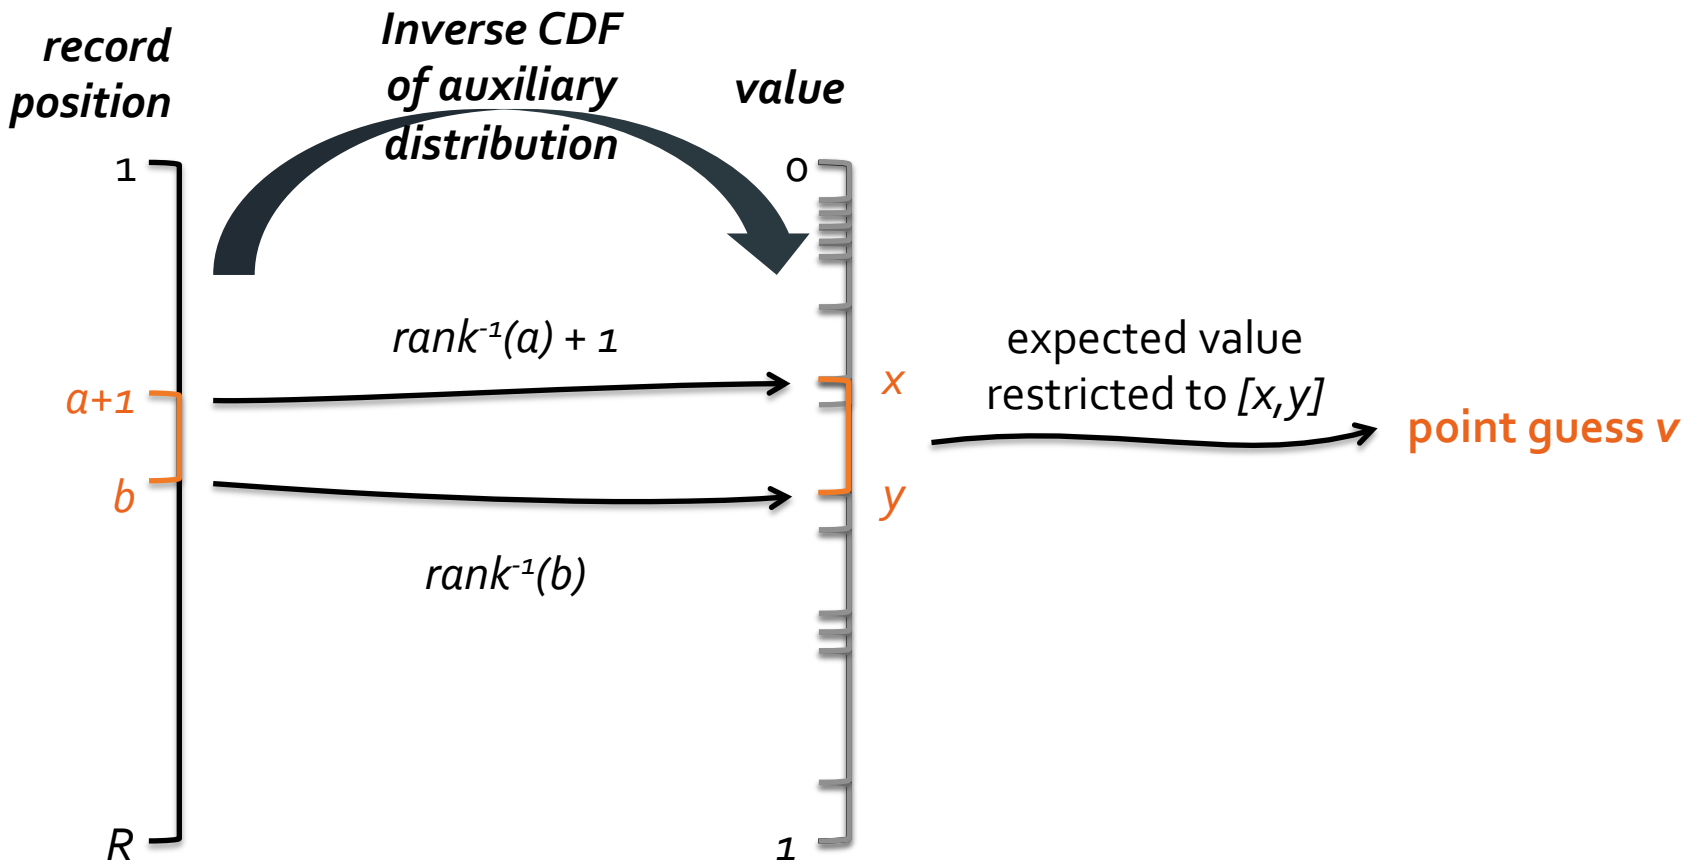 record
position
Inverse CDF
of auxiliary
distribution
value
1
0
rank⁻¹(a) + 1
a+1
x
expected value
restricted to [x,y]
point guess v
b
y
rank⁻¹(b)
R
1